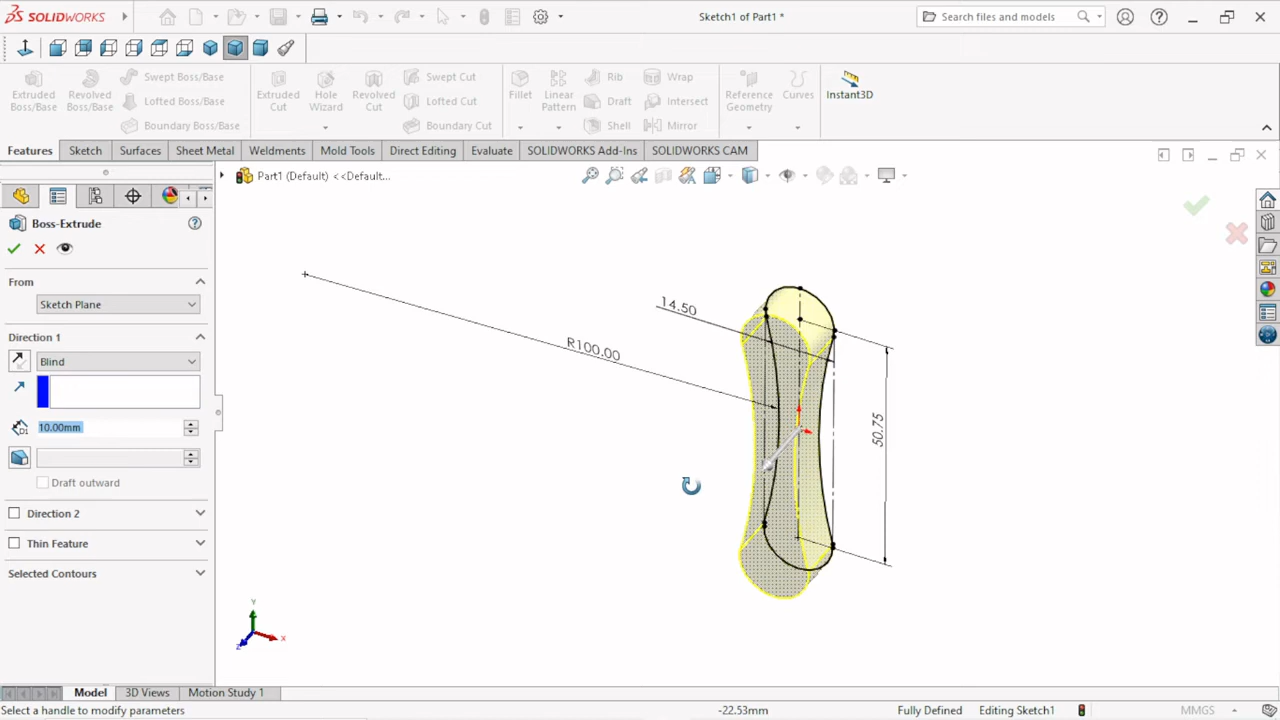 SOLIDWORKS
Sketch1 of Part1 *
Search files and models
Extruded Boss/Base
Revolved Boss/Base
Swept Boss/Base
Lofted Boss/Base
Boundary Boss/Base
Extruded Cut
Hole Wizard
Revolved Cut
Swept Cut
Lofted Cut
Boundary Cut
Fillet
Linear Pattern
Rib
Draft
Shell
Wrap
Intersect
Mirror
Reference Geometry
Curves
Instant3D
Features
Sketch
Surfaces
Sheet Metal
Weldments
Mold Tools
Direct Editing
Evaluate
SOLIDWORKS Add-Ins
SOLIDWORKS CAM
Part1 (Default) <<Default...
Boss-Extrude
From
Sketch Plane
Direction 1
Blind
10.00mm
Draft outward
Direction 2
Thin Feature
Selected Contours
14.50
R100.00
50.75
Y
X
Z
Model
3D Views
Motion Study 1
Select a handle to modify parameters
-22.53mm
Fully Defined
Editing Sketch1
MMGS